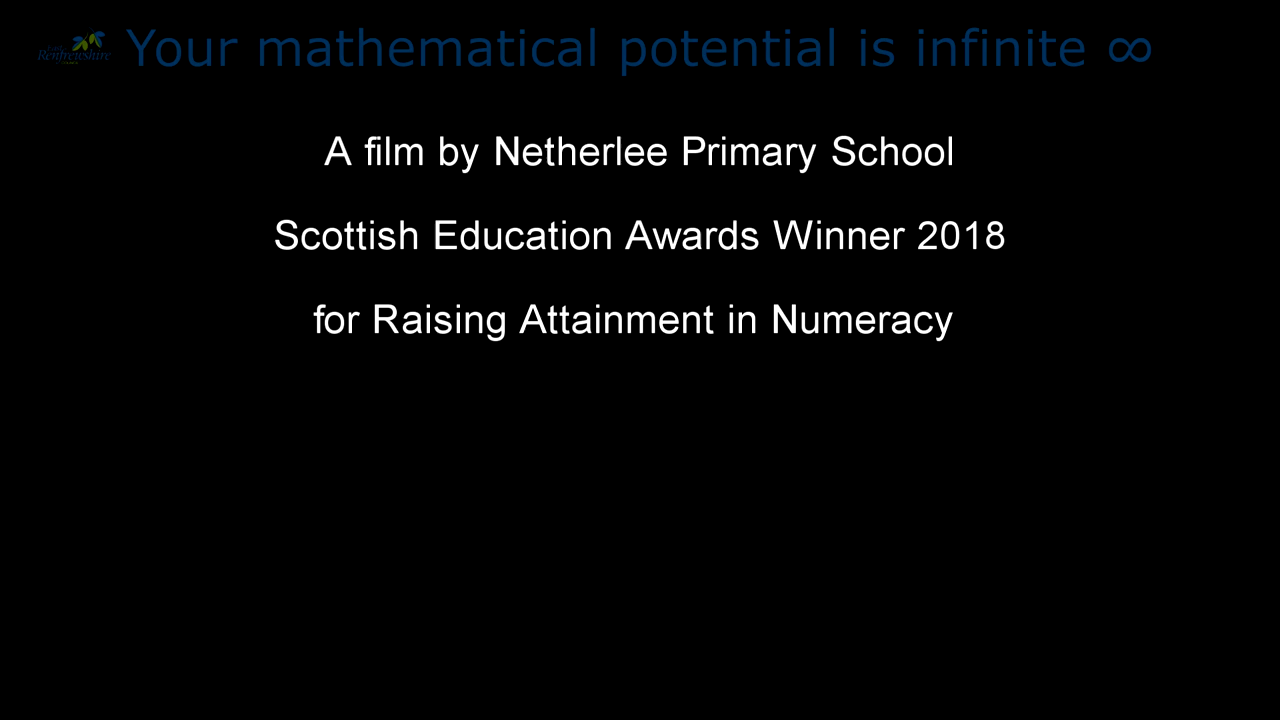 Renfrewshire
Your mathematical potential is infinite ∞
A film by Netherlee Primary School
Scottish Education Awards Winner 2018
for Raising Attainment in Numeracy